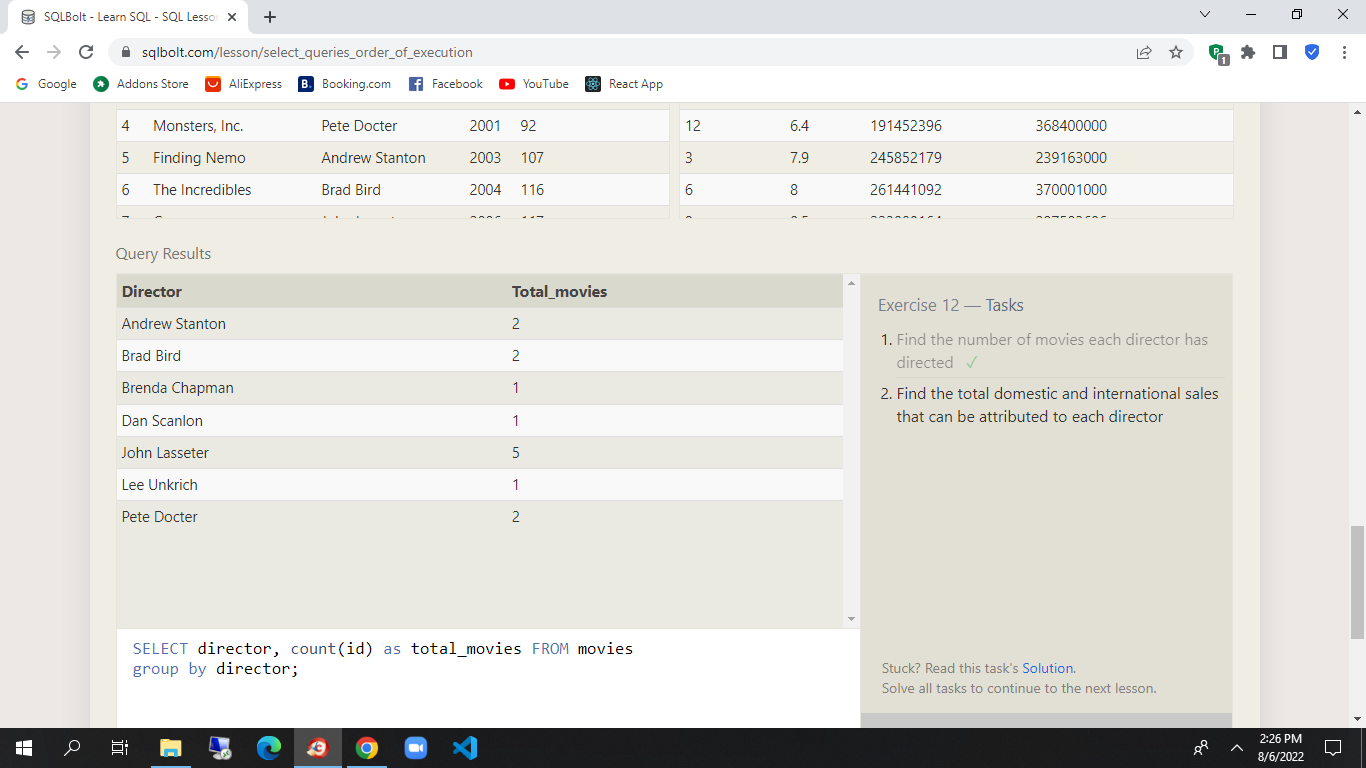 SQLBolt - Learn SQL - SQL Lesso
sqlbolt.com/lesson/select_queries_order_of_execution
1
Google Addons Store AliExpress B. Booking.com Facebook YouTube React App
4 Monsters, Inc. Pete Docter 2001 92 12 6.4 191452396 368400000
5 Finding Nemo Andrew Stanton 2003 107 3 7.9 245852179 239163000
6 The Incredibles Brad Bird 2004 116 6 8 261441092 370001000
Query Results
Director Total_movies
Andrew Stanton 2
Brad Bird 2
Brenda Chapman 1
Dan Scanlon 1
John Lasseter 5
Lee Unkrich 1
Pete Docter 2
Exercise 12 — Tasks
1. Find the number of movies each director has
directed ✓
2. Find the total domestic and international sales
that can be attributed to each director
Stuck? Read this task's Solution.
Solve all tasks to continue to the next lesson.
SELECT director, count(id) as total_movies FROM movies
group by director;
2:26 PM
8/6/2022